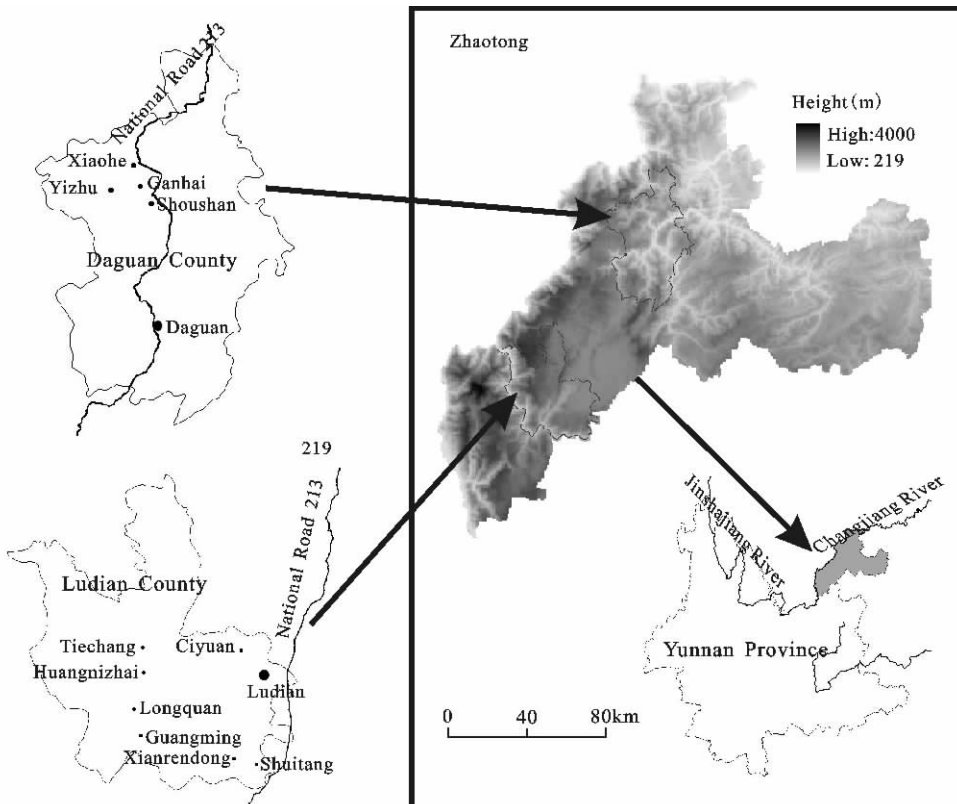 National Road 213
Xiaohe
Yizhu
Ganhai
Shoushan
Daguan County
Daguan
219
National Road 213
Ludian County
Tiechang
Ciyuan
Huangnizhai
Ludian
Longquan
Guangming
Xianrendong
Shuitang
Zhaotong
Height(m)
High:4000
Low: 219
Jinshajiang River
Changjiang River
Yunnan Province
0 40 80km